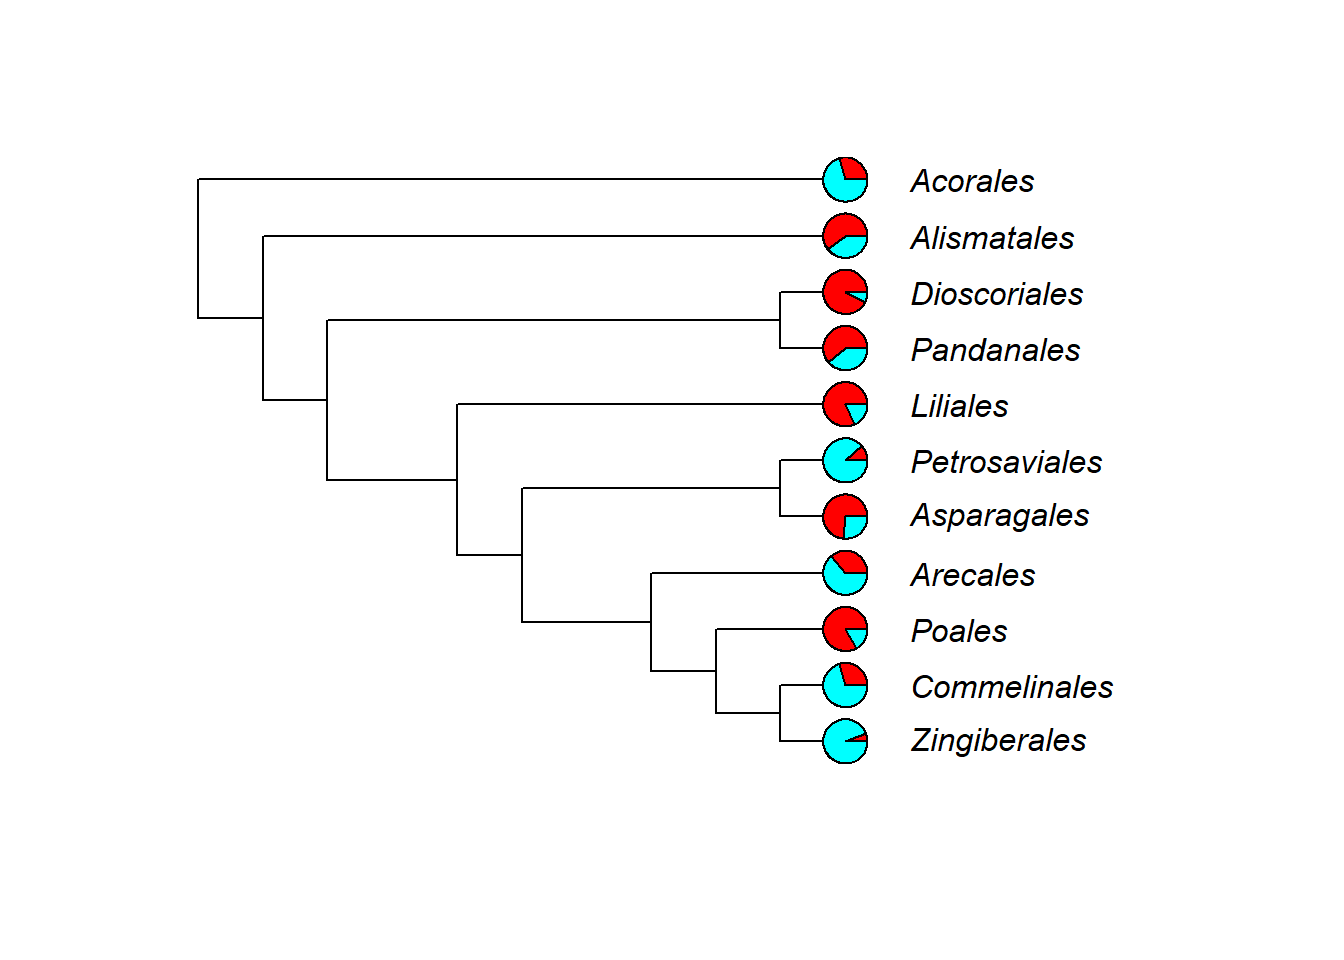 Acorales
Alismatales
Dioscoriales
Pandanales
Liliales
Petrosaviales
Asparagales
Arecales
Poales
Commelinales
Zingiberales